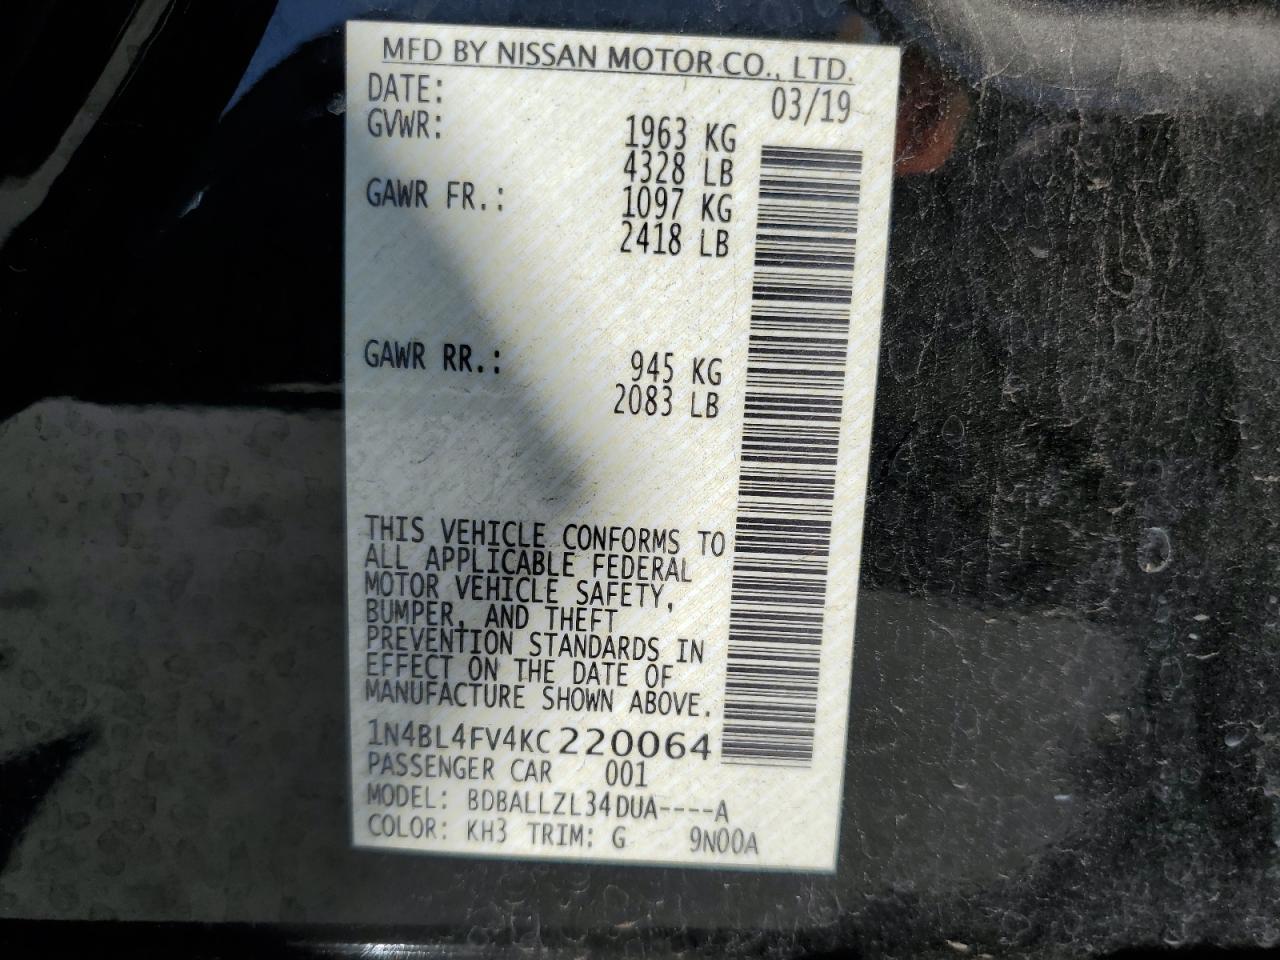 MFD BY NISSAN MOTOR CO., LTD.
DATE: 03/19
GVWR: 1963 KG
4328 LB
GAWR FR.: 1097 KG
2418 LB
GAWR RR.: 945 KG
2083 LB
THIS VEHICLE CONFORMS TO
ALL APPLICABLE FEDERAL
MOTOR VEHICLE SAFETY,
BUMPER, AND THEFT
PREVENTION STANDARDS IN
EFFECT ON THE DATE OF
MANUFACTURE SHOWN ABOVE.
1N4BL4FV4KC220064
PASSENGER CAR 001
MODEL: BDBALLZL34DUA----A
COLOR: KH3 TRIM: G 9N00A